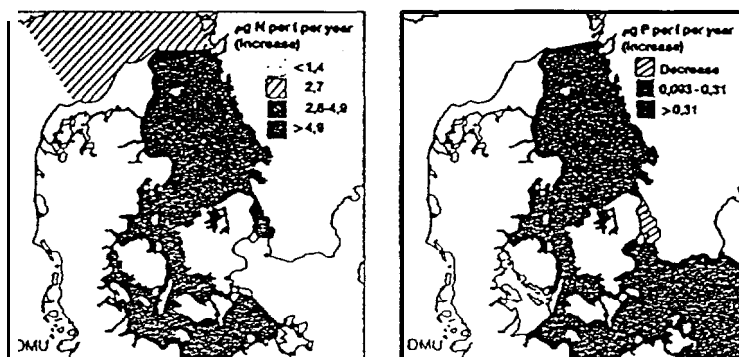 µg N per ℓ per year
(Increase)
<1,4
2,7
2,8-4,9
>4,9
DMU
µg P per ℓ per year
(Increase)
Decrease
0,093-0,31
>0,31
DMU